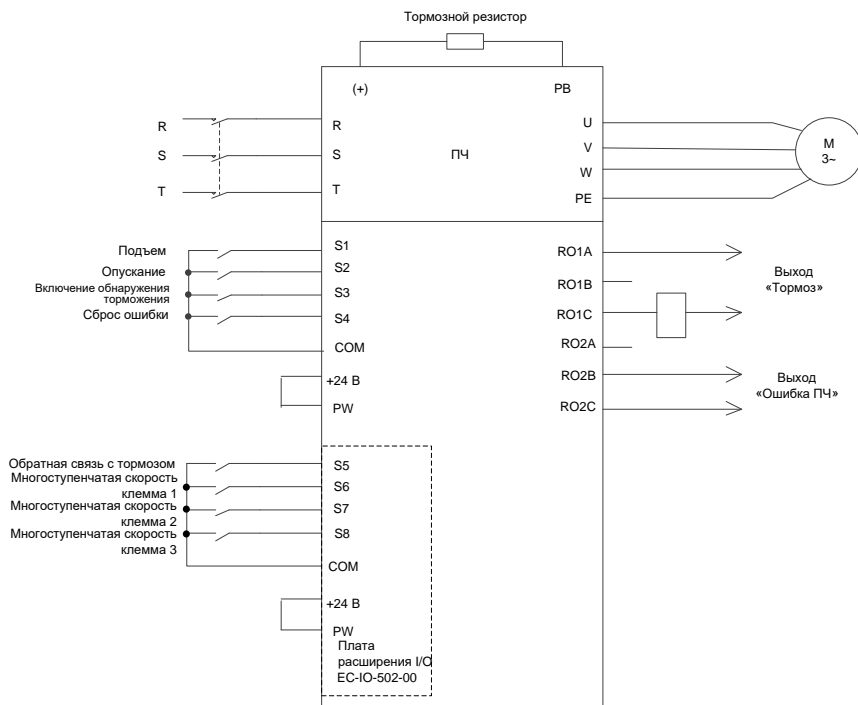 Тормозной резистор
(+)
PB
R
S
T
R
S
T
ПЧ
U
V
W
PE
M
3~
Подъем
Опускание
Включение обнаружения
торможения
Сброс ошибки
S1
S2
S3
S4
COM
+24 В
PW
RO1A
RO1B
RO1C
RO2A
RO2B
RO2C
Выход
«Тормоз»
Выход
«Ошибка ПЧ»
Обратная связь с тормозом
Многоступенчатая скорость
клемма 1
Многоступенчатая скорость
клемма 2
Многоступенчатая скорость
клемма 3
S5
S6
S7
S8
COM
+24 В
PW
Плата
расширения I/O
EC-IO-502-00